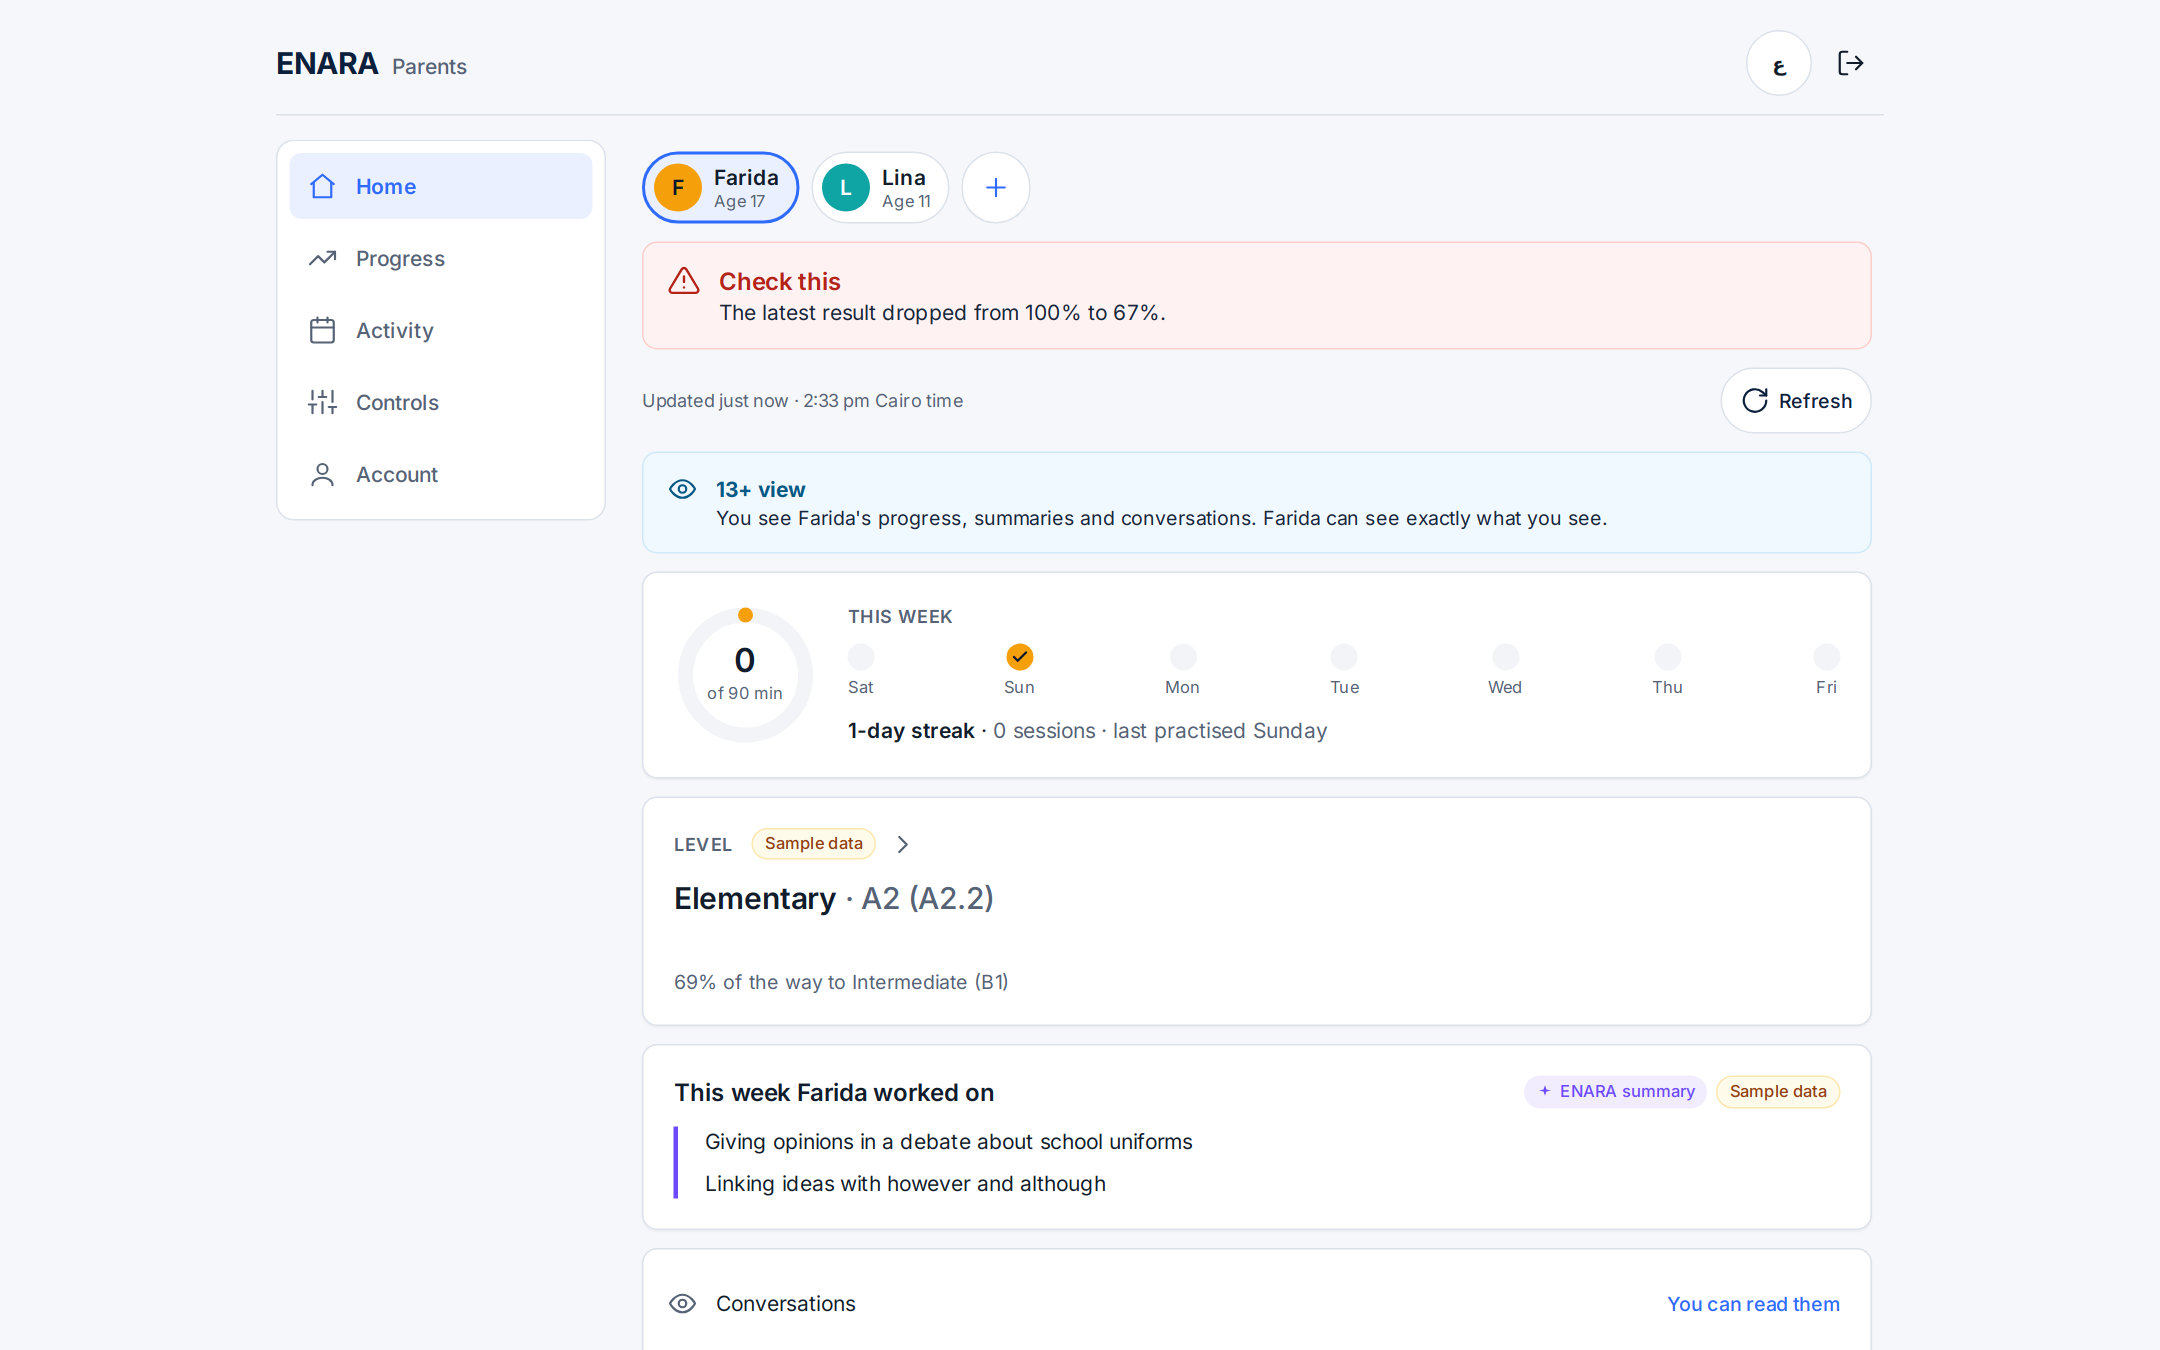 ENARA Parents
ع
Home
Progress
Activity
Controls
Account
F
Farida
Age 17
L
Lina
Age 11
Check this
The latest result dropped from 100% to 67%.
Updated just now · 2:33 pm Cairo time
Refresh
13+ view
You see Farida's progress, summaries and conversations. Farida can see exactly what you see.
0
of 90 min
THIS WEEK
Sat Sun Mon Tue Wed Thu Fri
1-day streak · 0 sessions · last practised Sunday
LEVEL Sample data
Elementary · A2 (A2.2)
69% of the way to Intermediate (B1)
This week Farida worked on
ENARA summary Sample data
Giving opinions in a debate about school uniforms
Linking ideas with however and although
Conversations
You can read them